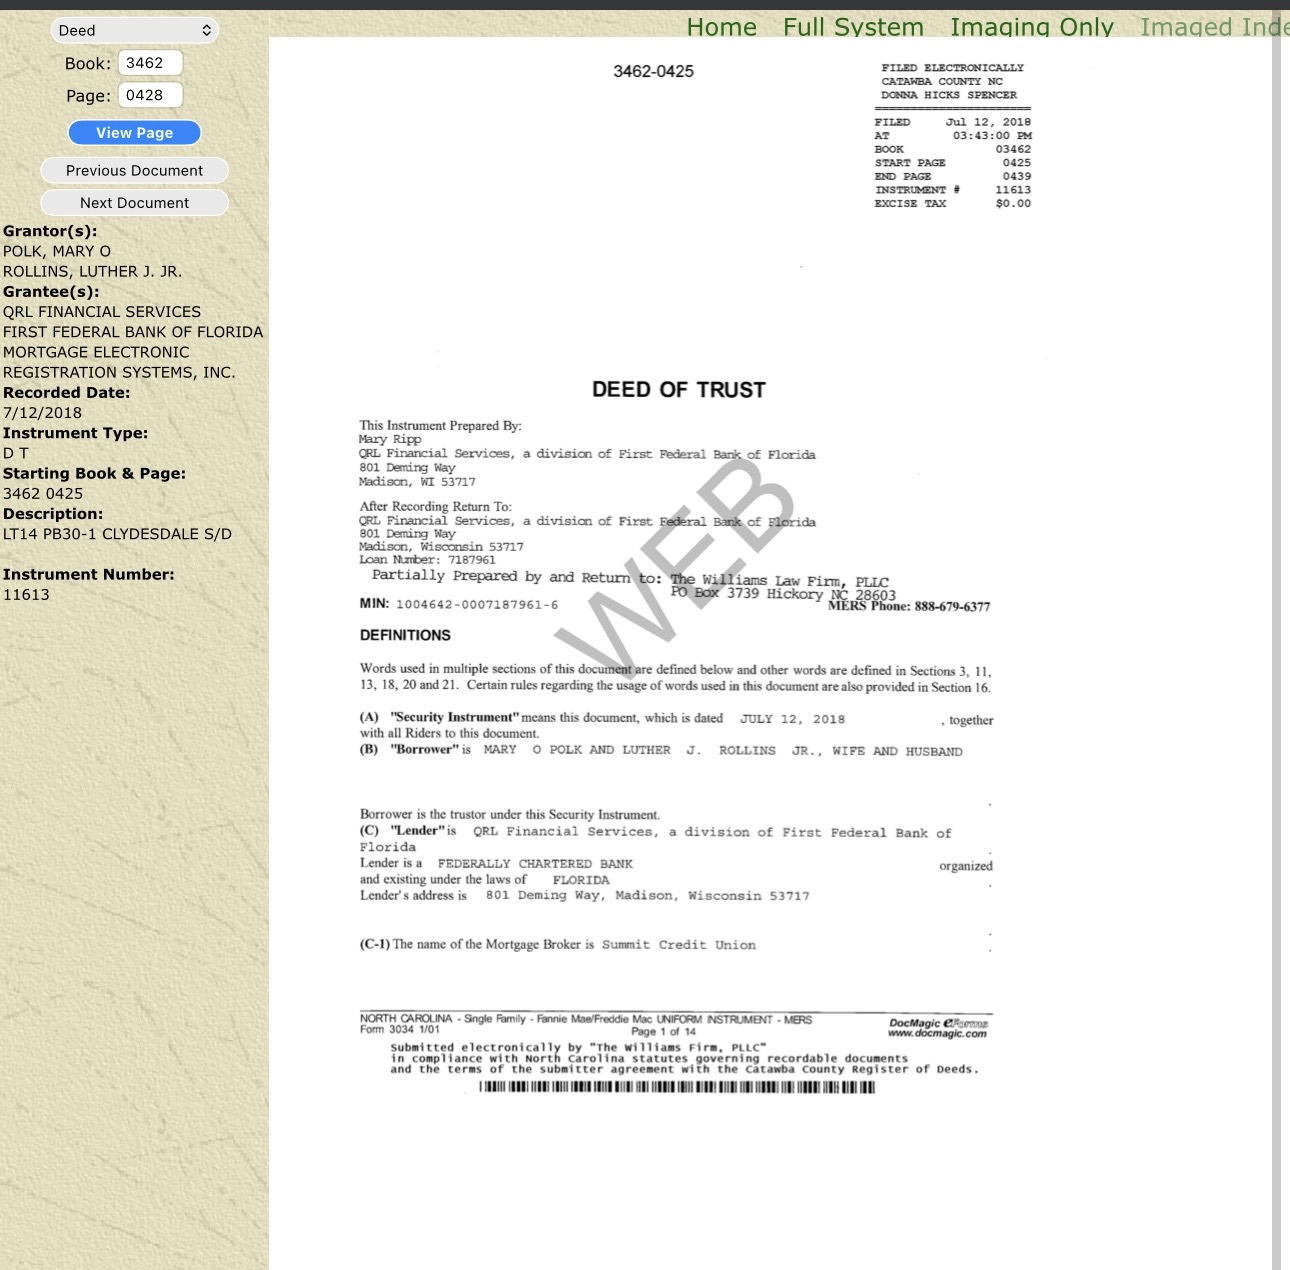 Deed
Home Full System Imaging Only Imaged Inde
Book: 3462
Page: 0428
View Page
Previous Document
Next Document
Grantor(s):
POLK, MARY O
ROLLINS, LUTHER J. JR.
Grantee(s):
QRL FINANCIAL SERVICES
FIRST FEDERAL BANK OF FLORIDA
MORTGAGE ELECTRONIC
REGISTRATION SYSTEMS, INC.
Recorded Date:
7/12/2018
Instrument Type:
D T
Starting Book & Page:
3462 0425
Description:
LT14 PB30-1 CLYDESDALE S/D
Instrument Number:
11613
3462-0425
FILED ELECTRONICALLY
CATAWBA COUNTY NC
DONNA HICKS SPENCER
FILED Jul 12, 2018
AT 03:43:00 PM
BOOK 03462
START PAGE 0425
END PAGE 0439
INSTRUMENT # 11613
EXCISE TAX $0.00
DEED OF TRUST
This Instrument Prepared By:
Mary Ripp
QRL Financial Services, a division of First Federal Bank of Florida
801 Deming Way
Madison, WI 53717
After Recording Return To:
QRL Financial Services, a division of First Federal Bank of Florida
801 Deming Way
Madison, Wisconsin 53717
Loan Number: 7187961
Partially Prepared by and Return to: The Williams Law Firm, PLLC
PO Box 3739 Hickory NC 28603
MIN: 1004642-0007187961-6 MERS Phone: 888-679-6377
WEB
DEFINITIONS
Words used in multiple sections of this document are defined below and other words are defined in Sections 3, 11,
13, 18, 20 and 21. Certain rules regarding the usage of words used in this document are also provided in Section 16.
(A) "Security Instrument" means this document, which is dated JULY 12, 2018 , together
with all Riders to this document.
(B) "Borrower" is MARY O POLK AND LUTHER J. ROLLINS JR., WIFE AND HUSBAND
.
Borrower is the trustor under this Security Instrument.
(C) "Lender" is QRL Financial Services, a division of First Federal Bank of
Florida .
Lender is a FEDERALLY CHARTERED BANK organized
and existing under the laws of FLORIDA .
Lender's address is 801 Deming Way, Madison, Wisconsin 53717
.
(C-1) The name of the Mortgage Broker is Summit Credit Union .
NORTH CAROLINA - Single Family - Fannie Mae/Freddie Mac UNIFORM INSTRUMENT - MERS
Form 3034 1/01 Page 1 of 14
DocMagic eForms
www.docmagic.com
Submitted electronically by "The Williams Firm, PLLC"
in compliance with North Carolina statutes governing recordable documents
and the terms of the submitter agreement with the Catawba County Register of Deeds.